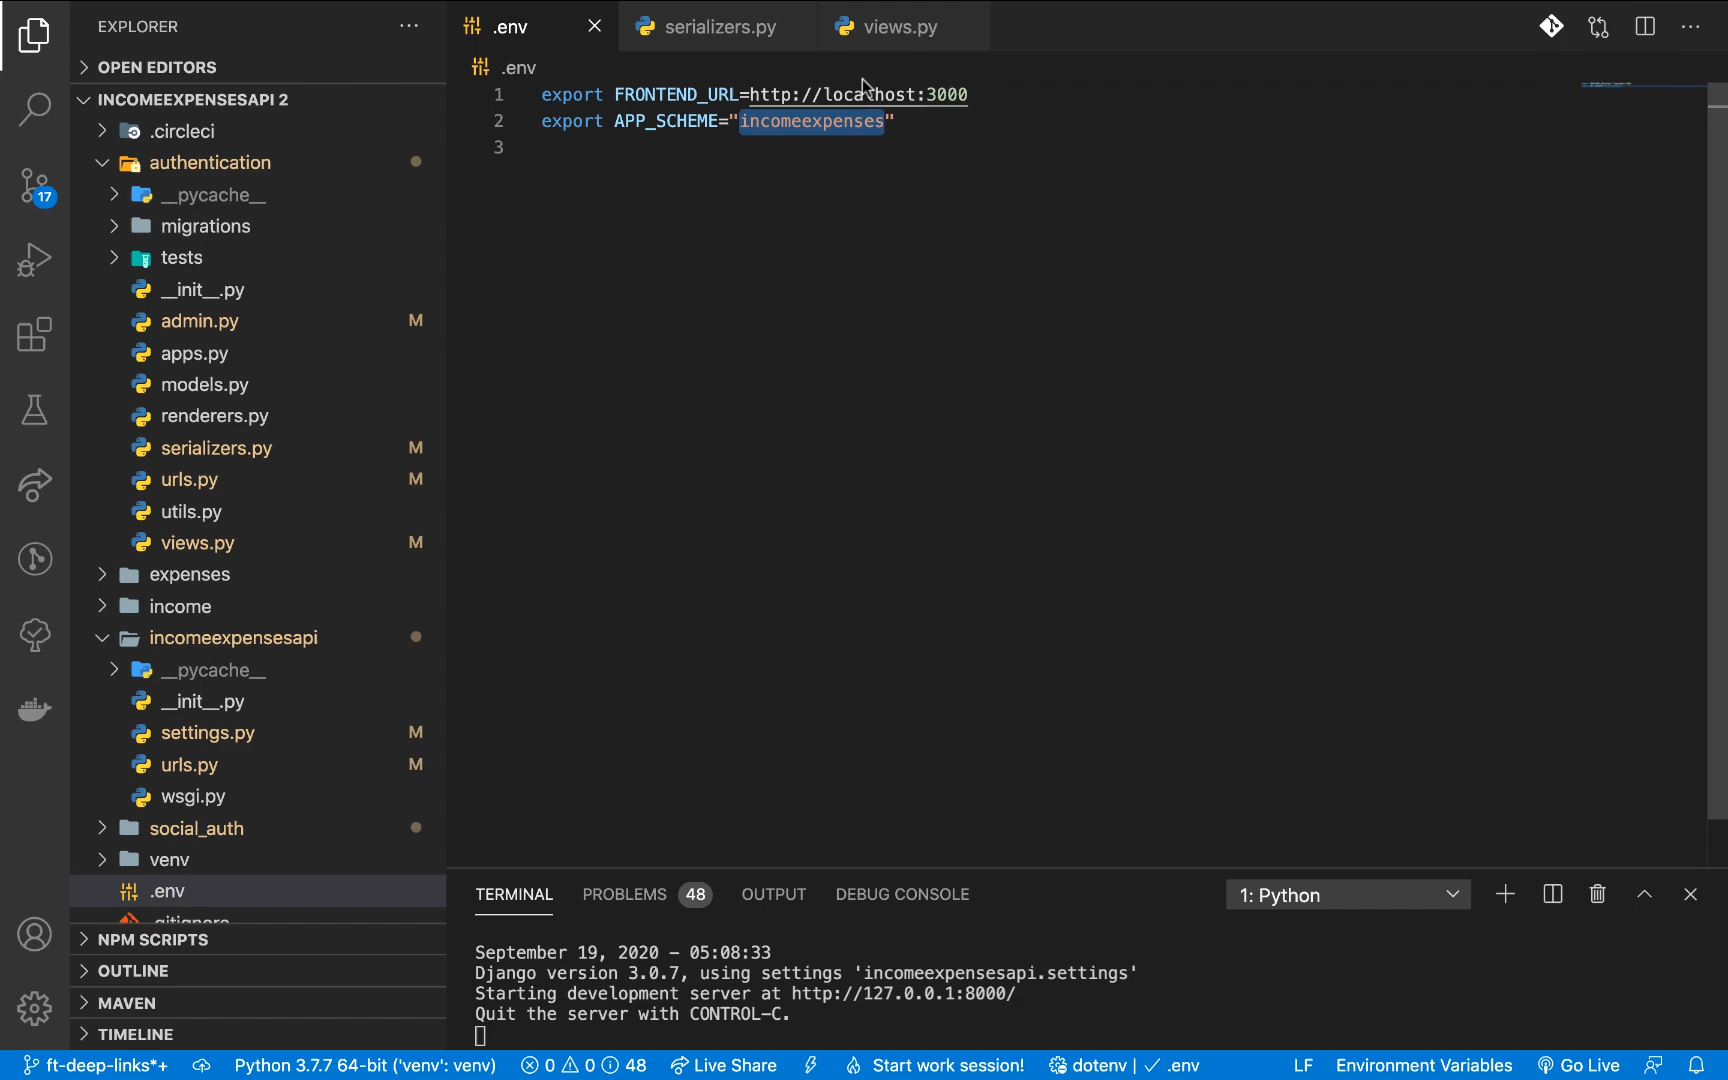 EXPLORER
.env
serializers.py
views.py
OPEN EDITORS
.env
INCOMEEXPENSESAPI 2
1 export FRONTEND_URL=http://localhost:3000
2 export APP_SCHEME="incomeexpenses"
3
.circleci
authentication
__pycache__
migrations
tests
__init__.py
admin.py M
apps.py
models.py
renderers.py
serializers.py M
urls.py M
utils.py
views.py M
expenses
income
incomeexpensesapi
__pycache__
__init__.py
settings.py M
urls.py M
wsgi.py
social_auth
venv
.env
.gitignore
NPM SCRIPTS
OUTLINE
MAVEN
TIMELINE
17
TERMINAL PROBLEMS 48 OUTPUT DEBUG CONSOLE 1: Python
September 19, 2020 - 05:08:33
Django version 3.0.7, using settings 'incomeexpensesapi.settings'
Starting development server at http://127.0.0.1:8000/
Quit the server with CONTROL-C.
ft-deep-links*+ Python 3.7.7 64-bit ('venv': venv) 0 0 48 Live Share Start work session! dotenv | ✓ .env LF Environment Variables Go Live